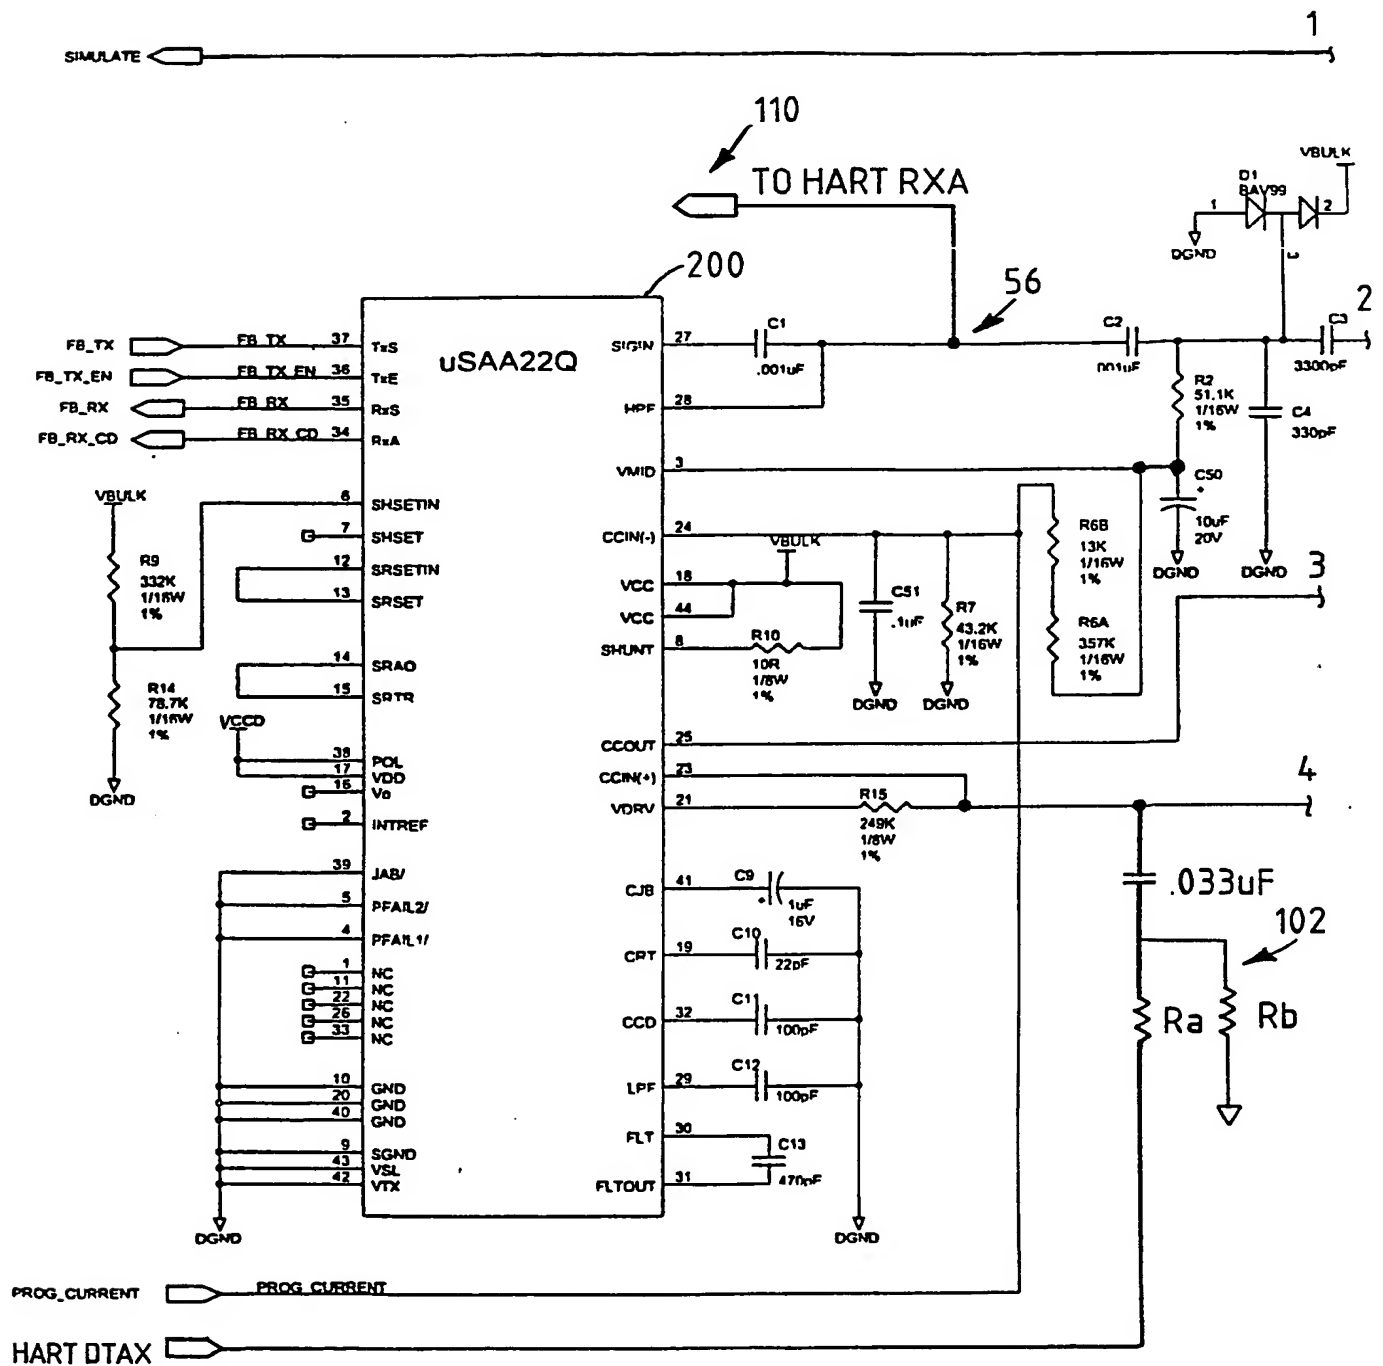 1
SIMULATE
110
TO HART RXA
VBULK
D1
BAV99
1
2
DGND
200
56
2
uSAA22Q
FB_TX
FB_TX
37
TxS
FB_TX_EN
FB_TX_EN
36
TxE
FB_RX
FB_RX
35
RxS
FB_RX_CD
FB_RX_CD
34
RxA
VBULK
6
SHSETIN
7
SHSET
12
SRSETIN
13
SRSET
R9
332K
1/16W
1%
14
SRAO
15
SRTR
R14
78.7K
1/16W
1%
VCCD
38
POL
17
VDD
16
DGND
2
INTREF
39
JAB/
5
PFAIL2/
4
PFAIL1/
1
NC
11
NC
22
NC
26
NC
33
NC
10
GND
20
GND
40
GND
9
SGND
43
VSL
42
VTX
DGND
SIGIN
27
C1
.001uF
C2
.001uF
C3
3300pF
HPF
28
R2
51.1K
1/16W
1%
C4
330pF
VMID
3
C50
+
10uF
20V
DGND
DGND
CCIN(-)
24
VBULK
R6B
13K
1/16W
1%
VCC
18
VCC
44
C51
.1uF
R7
43.2K
1/16W
1%
R6A
357K
1/16W
1%
3
SHUNT
8
R10
10R
1/8W
1%
DGND
DGND
CCOUT
25
CCIN(+)
23
4
VDRV
21
R15
249K
1/8W
1%
.033uF
CJB
41
C9
+
1uF
16V
102
CRT
19
C10
22pF
CCD
32
C11
100pF
Ra
Rb
LPF
29
C12
100pF
FLT
30
C13
470pF
FLTOUT
31
DGND
PROG_CURRENT
PROG_CURRENT
HART DTAX